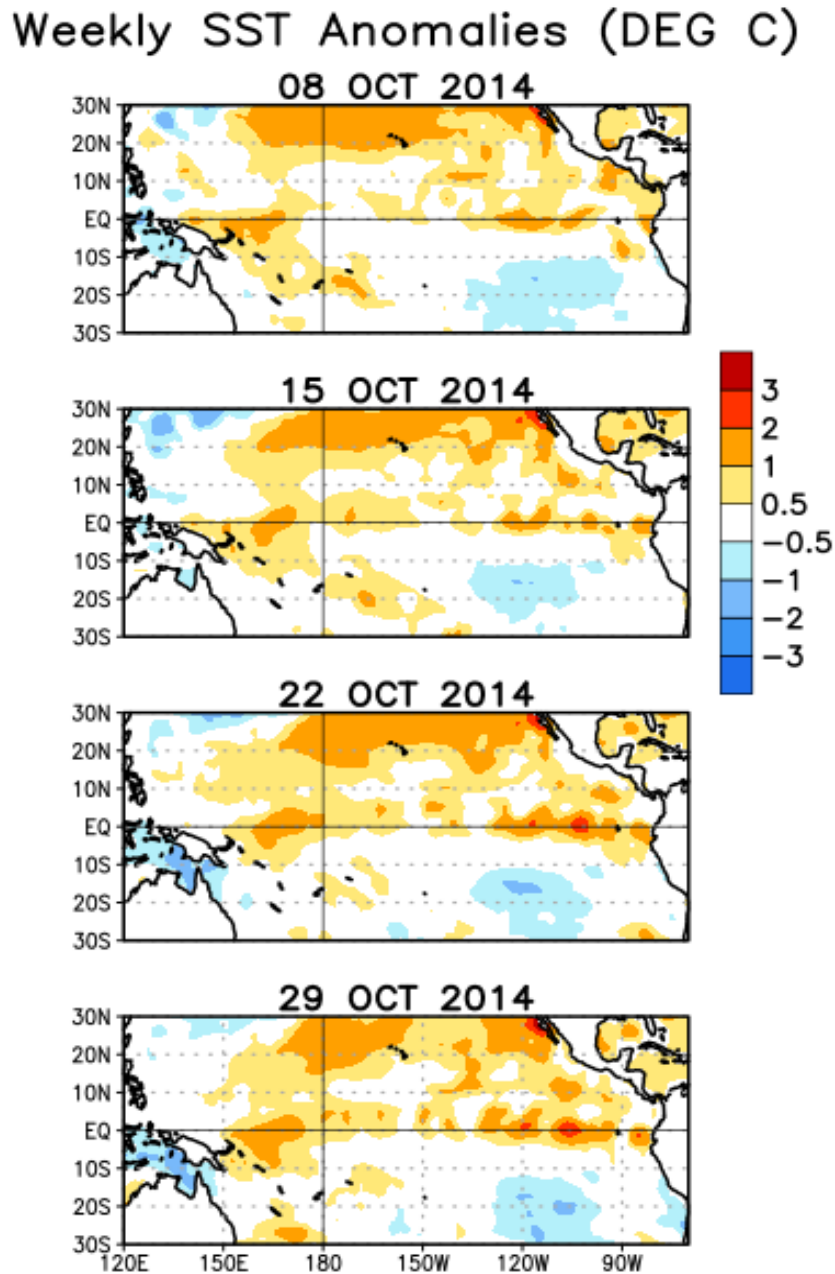 Weekly SST Anomalies (DEG C)
08 OCT 2014
30N
20N
10N
EQ
10S
20S
30S
15 OCT 2014
30N
20N
10N
EQ
10S
20S
30S
3
2
1
0.5
-0.5
-1
-2
-3
22 OCT 2014
30N
20N
10N
EQ
10S
20S
30S
29 OCT 2014
30N
20N
10N
EQ
10S
20S
30S
120E 150E 180 150W 120W 90W